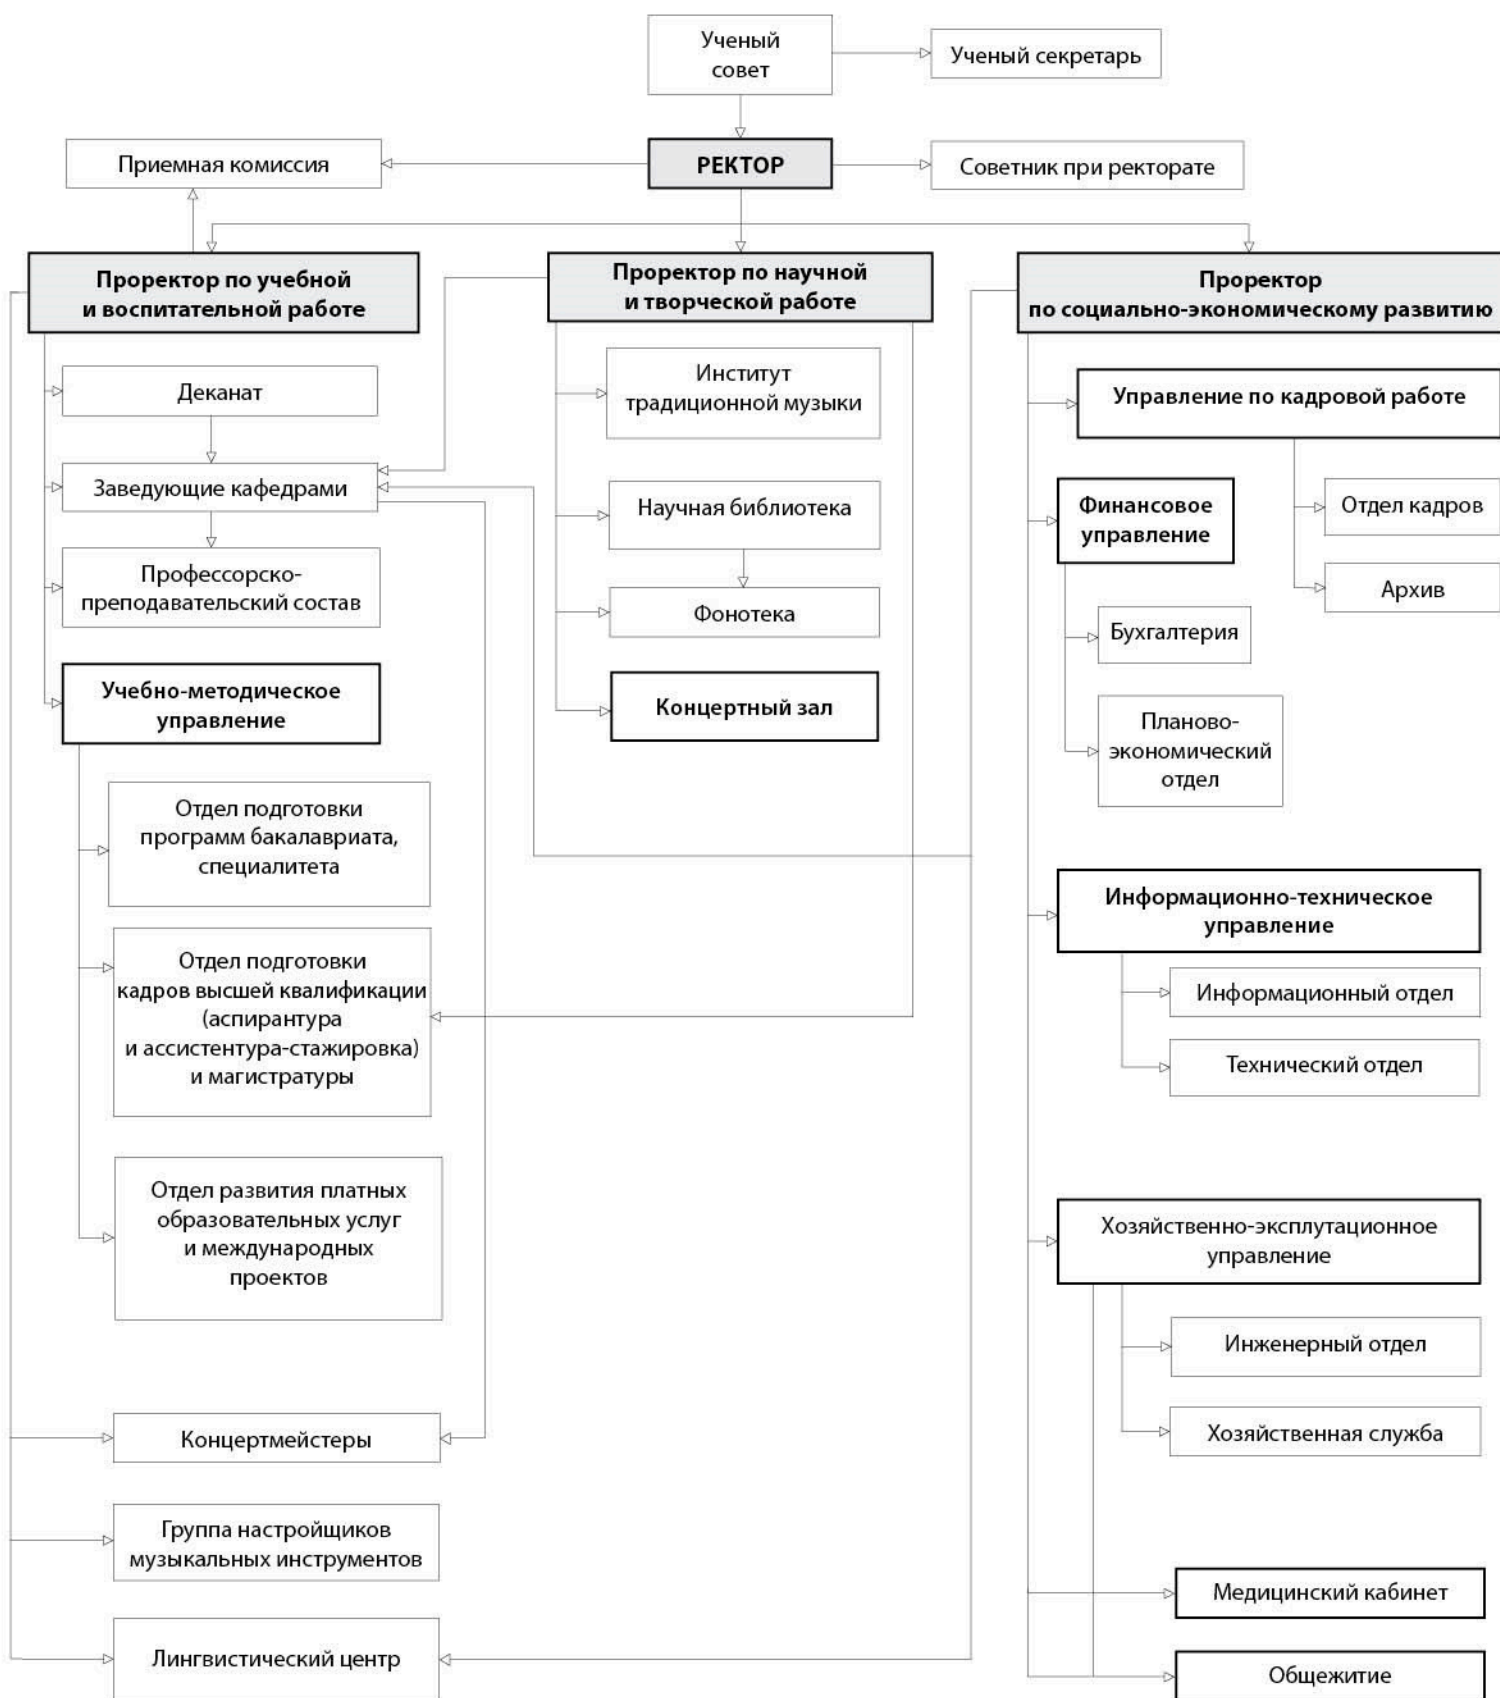 Ученый
совет
Ученый секретарь
Приемная комиссия
РЕКТОР
Советник при ректорате
Проректор по учебной
и воспитательной работе
Проректор по научной
и творческой работе
Проректор
по социально-экономическому развитию
Деканат
Заведующие кафедрами
Профессорско-
преподавательский состав
Учебно-методическое
управление
Отдел подготовки
программ бакалавриата,
специалитета
Отдел подготовки
кадров высшей квалификации
(аспирантура
и ассистентура-стажировка)
и магистратуры
Отдел развития платных
образовательных услуг
и международных
проектов
Концертмейстеры
Группа настройщиков
музыкальных инструментов
Лингвистический центр
Институт
традиционной музыки
Научная библиотека
Фонотека
Концертный зал
Управление по кадровой работе
Отдел кадров
Архив
Финансовое
управление
Бухгалтерия
Планово-
экономический
отдел
Информационно-техническое
управление
Информационный отдел
Технический отдел
Хозяйственно-эксплутационное
управление
Инженерный отдел
Хозяйственная служба
Медицинский кабинет
Общежитие